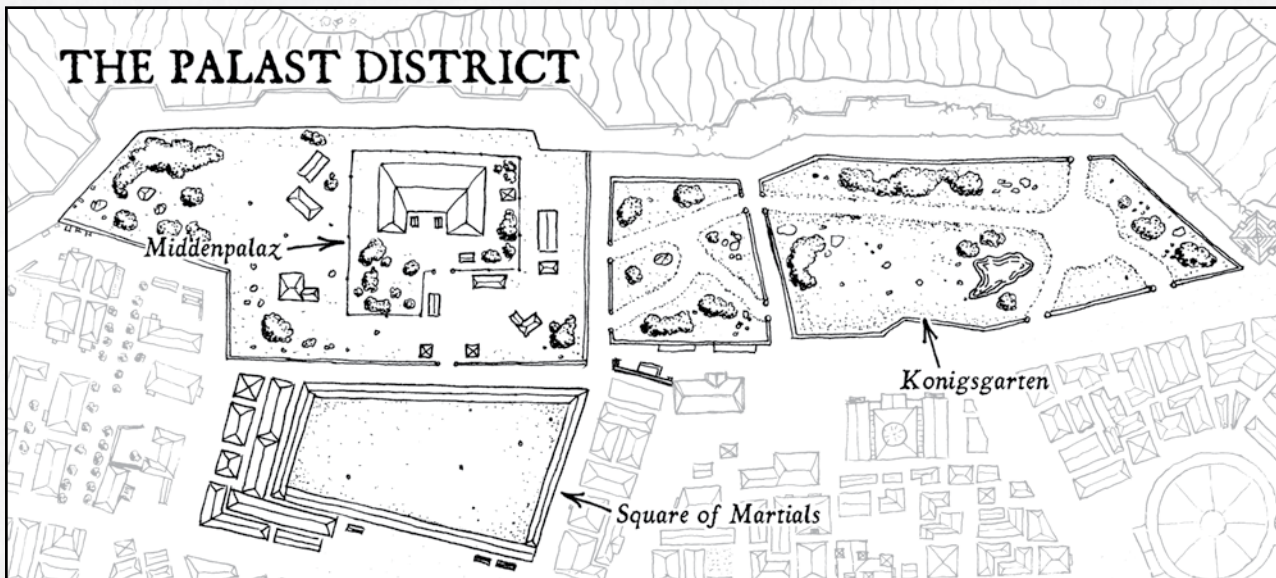 THE PALAST DISTRICT
Middenpalaz
Konigsgarten
Square of Martials